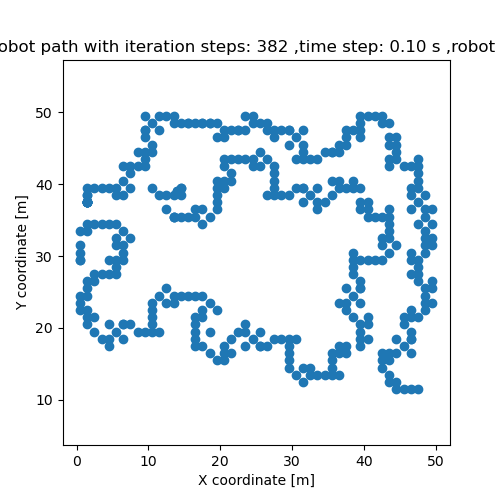 obot path with iteration steps: 382 ,time step: 0.10 s ,robot
50
40
30
20
10
Y coordinate [m]
0 10 20 30 40 50
X coordinate [m]